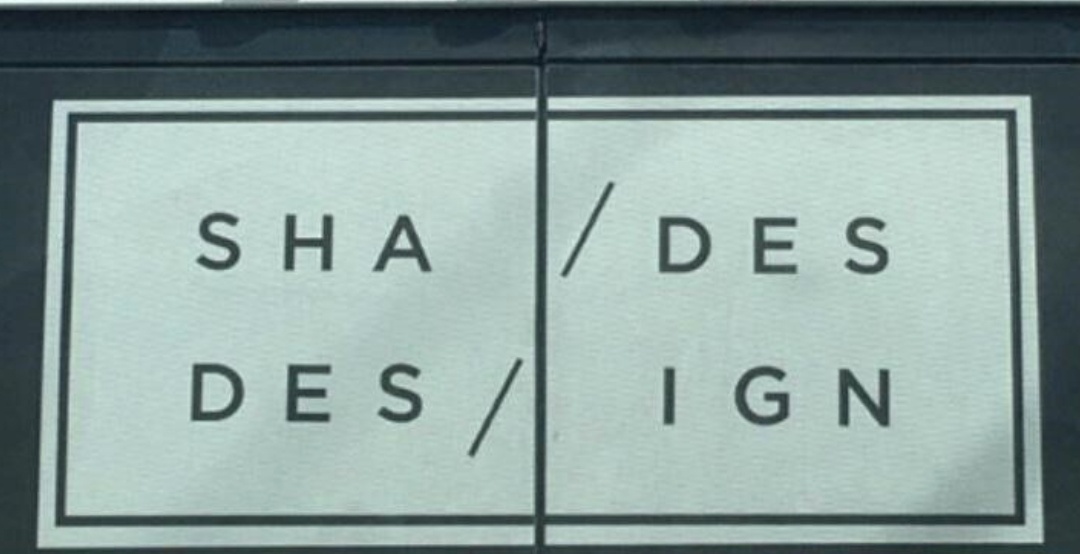 SHA / DES
DES / IGN